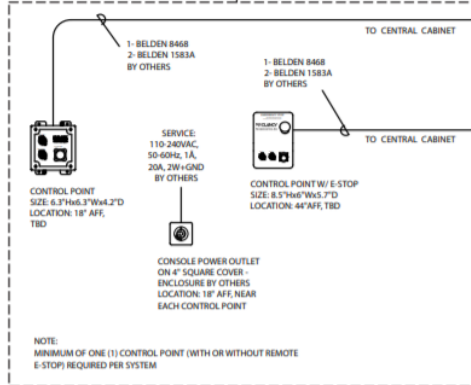 TO CENTRAL CABINET
1- BELDEN 8468
2- BELDEN 1583A
BY OTHERS
1- BELDEN 8468
2- BELDEN 1583A
BY OTHERS
SERVICE:
110-240VAC,
50-60Hz, 1Å,
20A, 2W+GND
BY OTHERS
TO CENTRAL CABINET
CONTROL POINT
SIZE: 6.3"Hx6.3"Wx4.2"D
LOCATION: 18" AFF,
TBD
CONTROL POINT W/ E-STOP
SIZE: 8.5"Hx6"Wx5.7"D
LOCATION: 44"AFF, TBD
CONSOLE POWER OUTLET
ON 4" SQUARE COVER -
ENCLOSURE BY OTHERS
LOCATION: 18" AFF, NEAR
EACH CONTROL POINT
NOTE:
MINIMUM OF ONE (1) CONTROL POINT (WITH OR WITHOUT REMOTE
E-STOP) REQUIRED PER SYSTEM